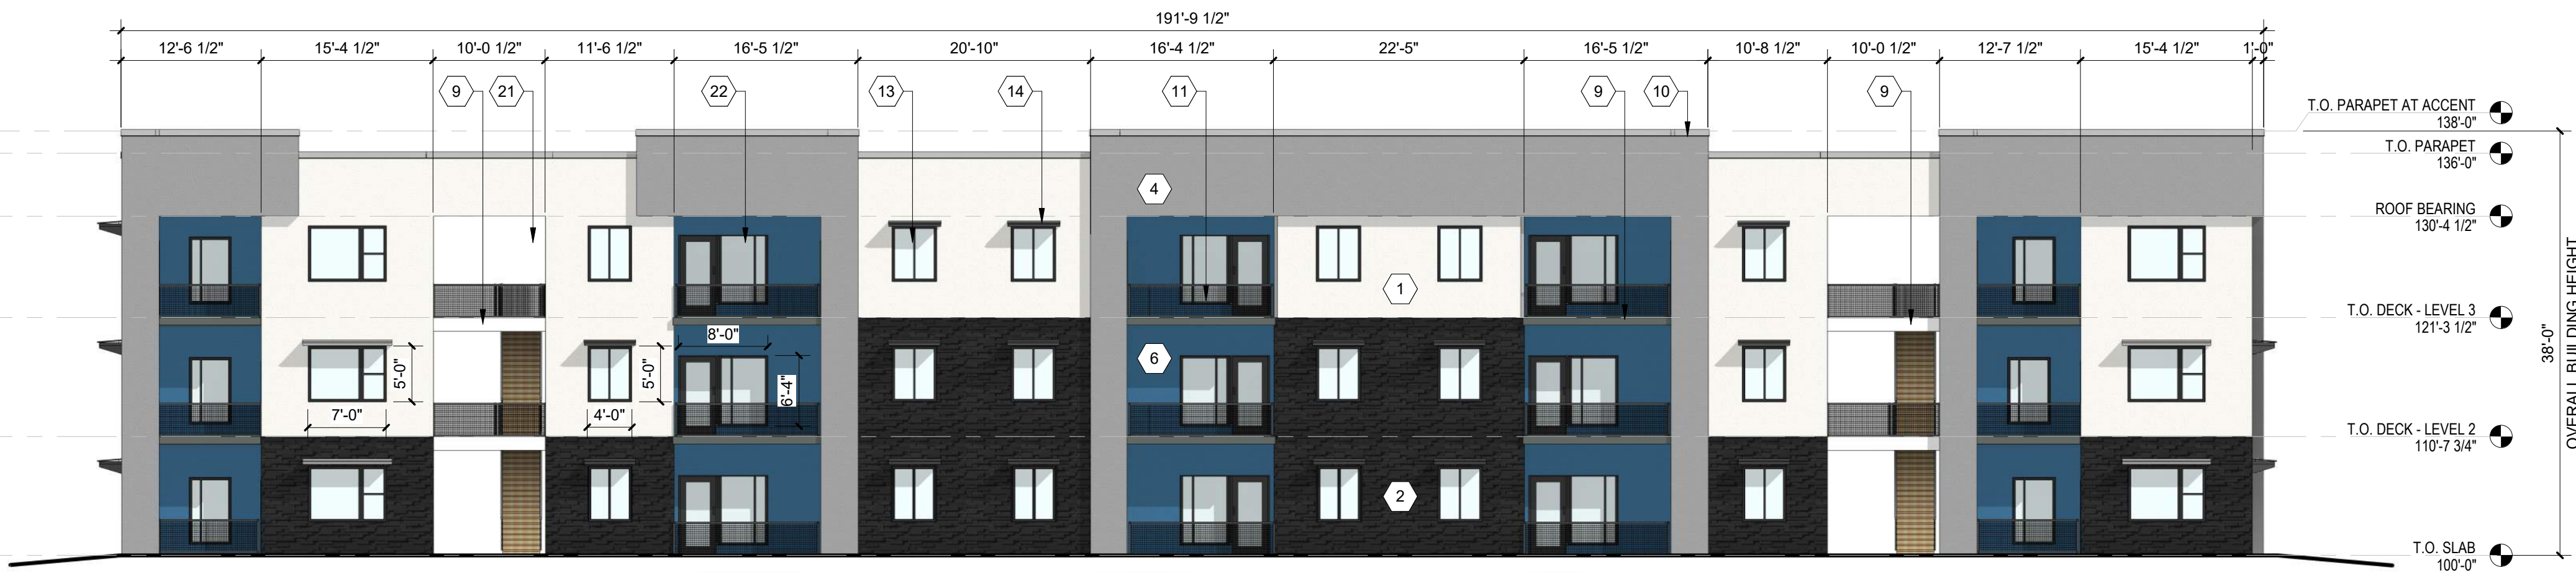 191'-9 1/2"
12'-6 1/2" 15'-4 1/2" 10'-0 1/2" 11'-6 1/2" 16'-5 1/2" 20'-10" 16'-4 1/2" 22'-5" 16'-5 1/2" 10'-8 1/2" 10'-0 1/2" 12'-7 1/2" 15'-4 1/2" 1'-0"
9 21 22 13 14 11 9 10 9
T.O. PARAPET AT ACCENT
138'-0"
T.O. PARAPET
136'-0"
4
ROOF BEARING
130'-4 1/2"
1
T.O. DECK - LEVEL 3
121'-3 1/2"
8'-0"
6
5'-0"
5'-0"
6'-4"
7'-0"
4'-0"
T.O. DECK - LEVEL 2
110'-7 3/4"
2
T.O. SLAB
100'-0"
38'-0"
OVERALL BUILDING HEIGHT